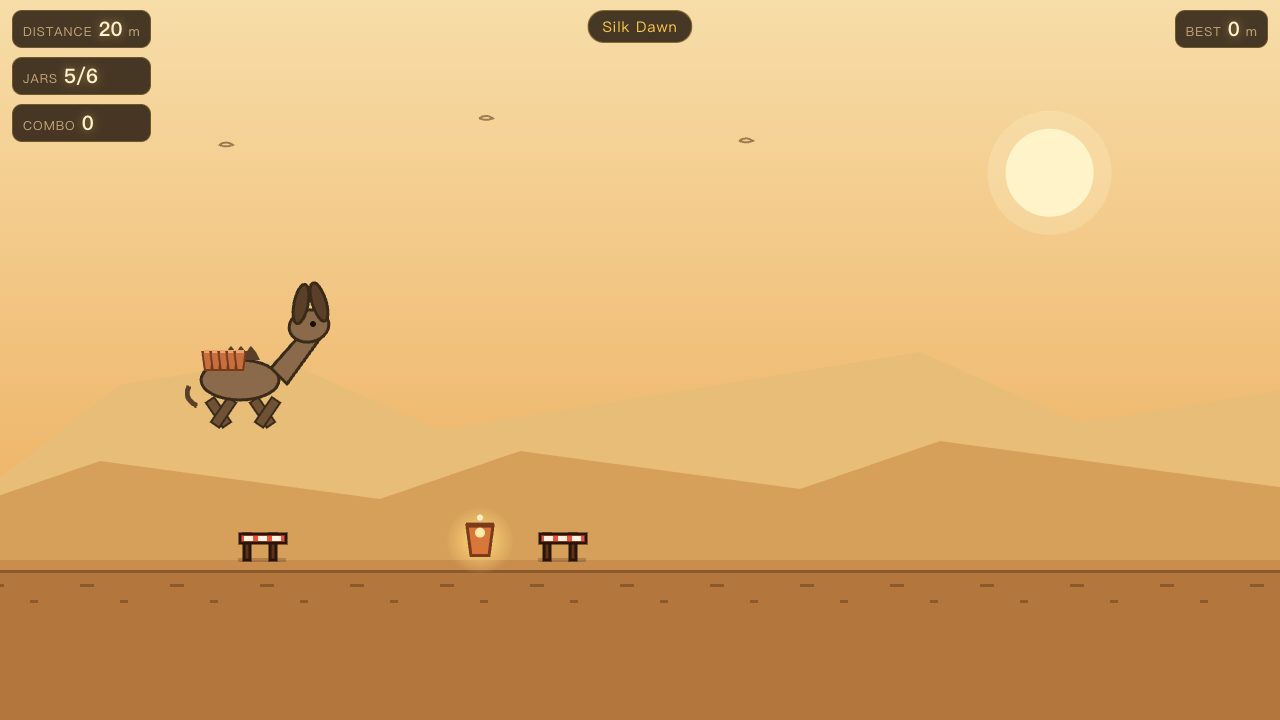 DISTANCE 20 m
Silk Dawn
BEST 0 m
JARS 5/6
COMBO 0